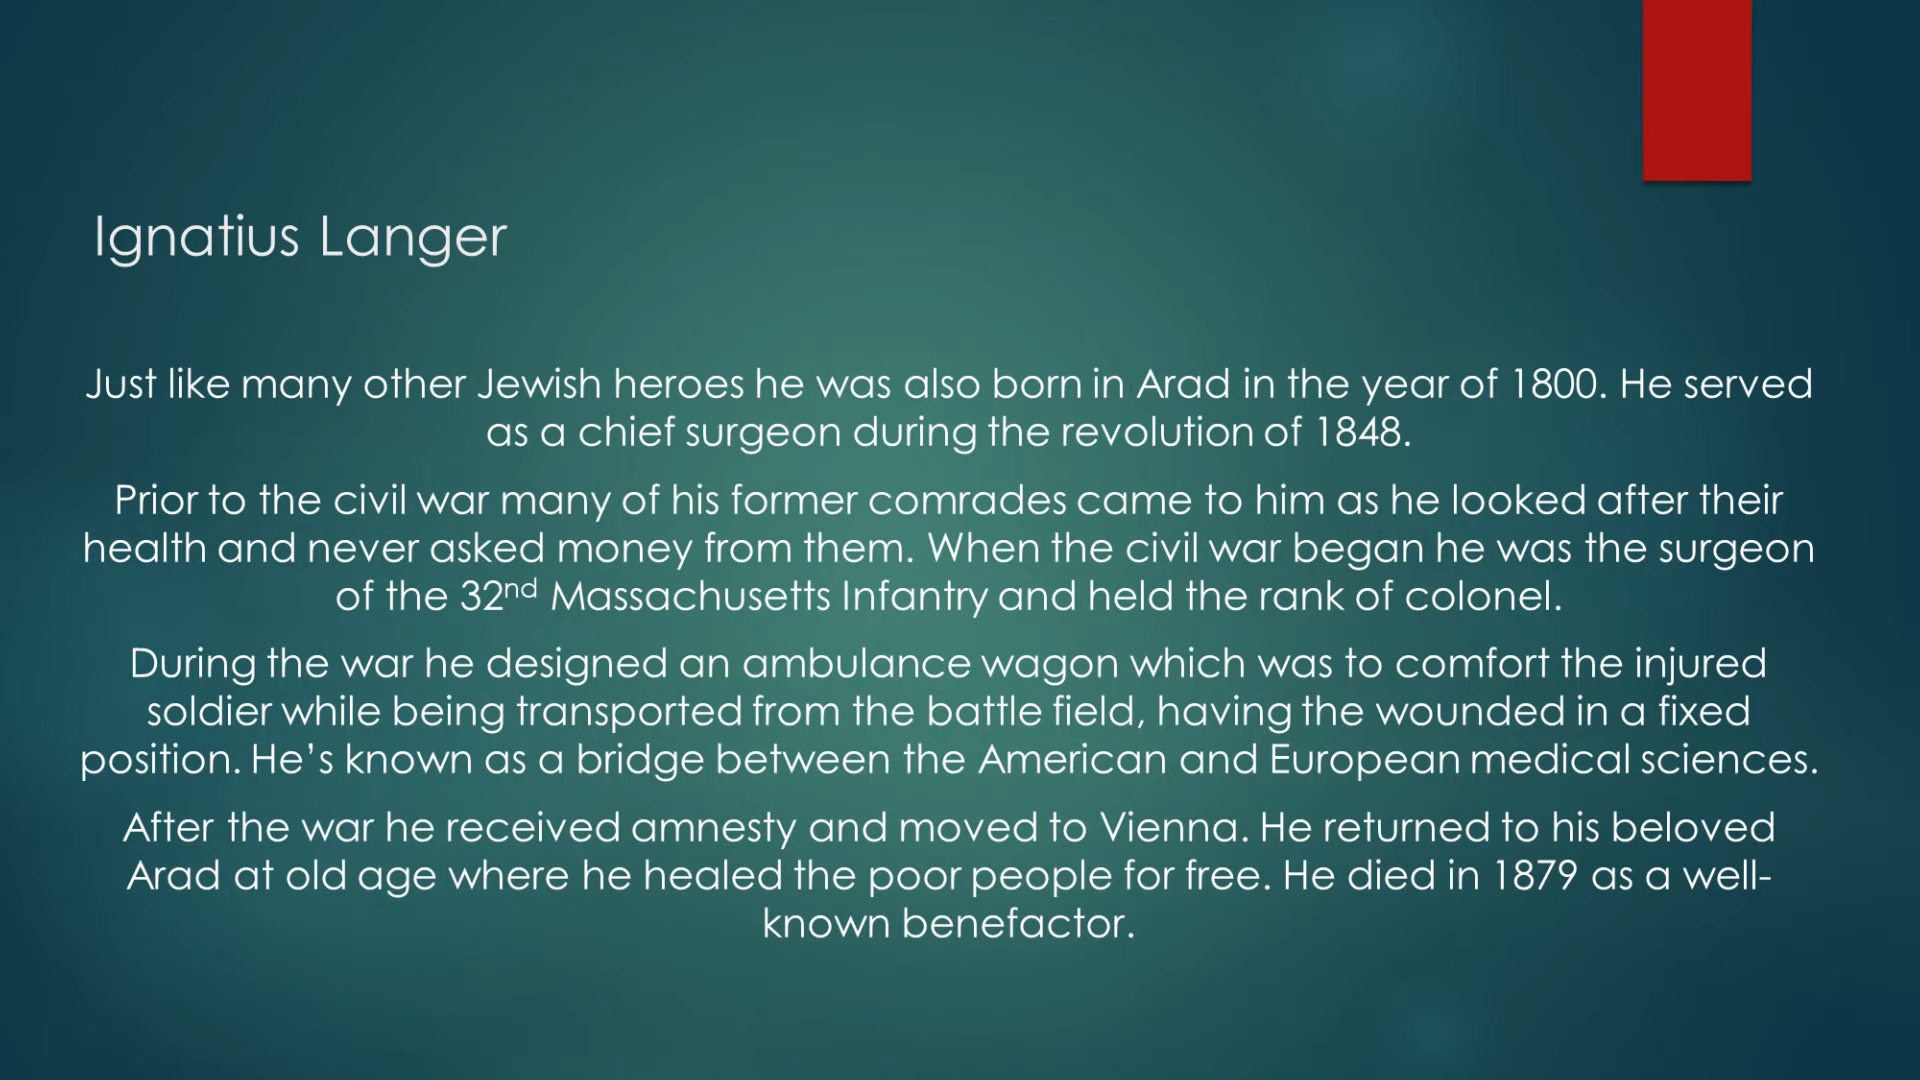 Ignatius Langer
Just like many other Jewish heroes he was also born in Arad in the year of 1800. He served
as a chief surgeon during the revolution of 1848.
Prior to the civil war many of his former comrades came to him as he looked after their
health and never asked money from them. When the civil war began he was the surgeon
of the 32nd Massachusetts Infantry and held the rank of colonel.
During the war he designed an ambulance wagon which was to comfort the injured
soldier while being transported from the battle field, having the wounded in a fixed
position. He’s known as a bridge between the American and European medical sciences.
After the war he received amnesty and moved to Vienna. He returned to his beloved
Arad at old age where he healed the poor people for free. He died in 1879 as a well-
known benefactor.